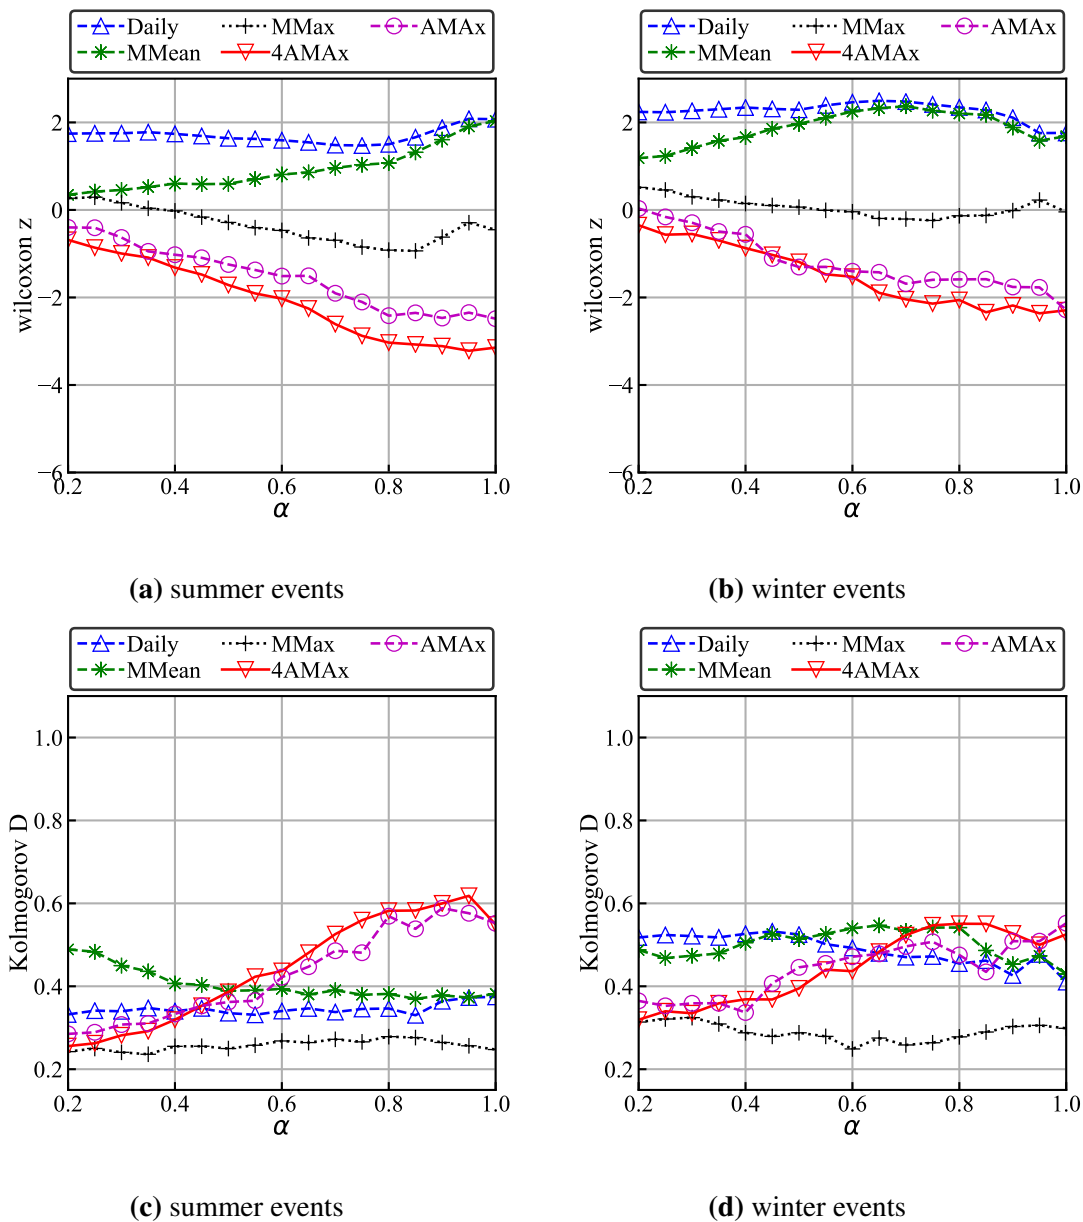 Daily MMax AMAx
MMean 4AMAx
wilcoxon z
2
0
−2
−4
−6
0.2 0.4 0.6 0.8 1.0
α
(a) summer events
Daily MMax AMAx
MMean 4AMAx
wilcoxon z
2
0
−2
−4
−6
0.2 0.4 0.6 0.8 1.0
α
(b) winter events
Daily MMax AMAx
MMean 4AMAx
Kolmogorov D
1.0
0.8
0.6
0.4
0.2
0.2 0.4 0.6 0.8 1.0
α
(c) summer events
Daily MMax AMAx
MMean 4AMAx
Kolmogorov D
1.0
0.8
0.6
0.4
0.2
0.2 0.4 0.6 0.8 1.0
α
(d) winter events